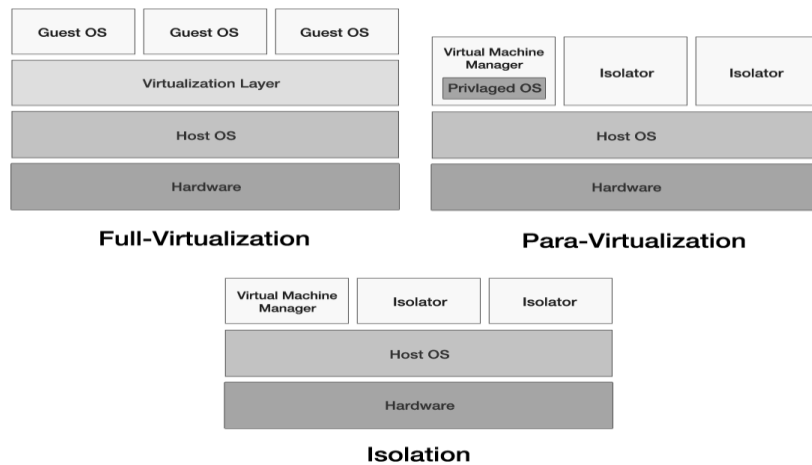 Guest OS
Guest OS
Guest OS
Virtualization Layer
Host OS
Hardware
Full-Virtualization
Virtual Machine
Manager
Privlaged OS
Isolator
Isolator
Host OS
Hardware
Para-Virtualization
Virtual Machine
Manager
Isolator
Isolator
Host OS
Hardware
Isolation